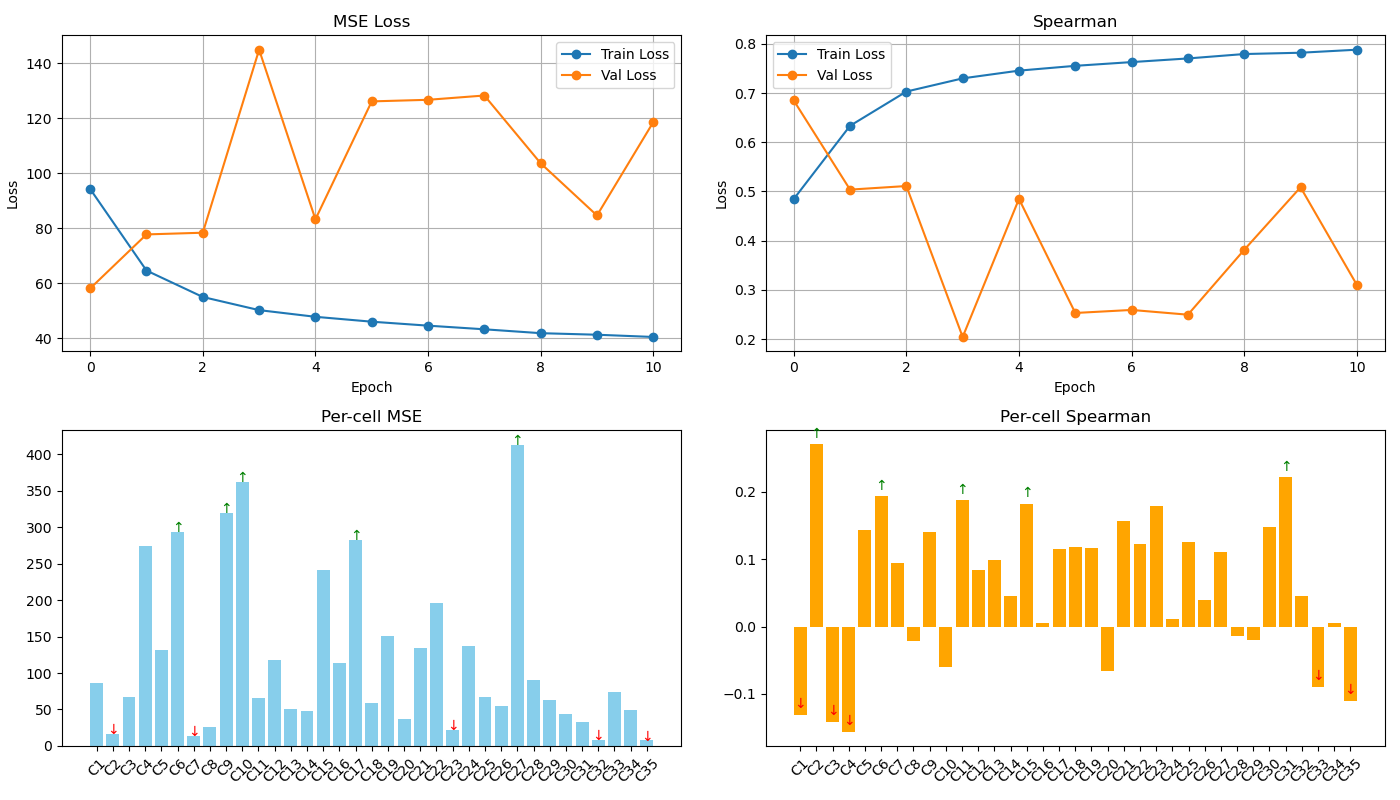 MSE Loss
Train Loss
Val Loss
Loss
140
120
100
80
60
40
0 2 4 6 8 10
Epoch
Spearman
Train Loss
Val Loss
Loss
0.8
0.7
0.6
0.5
0.4
0.3
0.2
0 2 4 6 8 10
Epoch
Per-cell MSE
400
350
300
250
200
150
100
50
0
↑ ↑ ↑ ↑ ↑
↓ ↓ ↓ ↓ ↓
C1 C2 C3 C4 C5 C6 C7 C8 C9 C10 C11 C12 C13 C14 C15 C16 C17 C18 C19 C20 C21 C22 C23 C24 C25 C26 C27 C28 C29 C30 C31 C32 C33 C34 C35
Per-cell Spearman
0.2
0.1
0.0
−0.1
↑ ↑ ↑ ↑ ↑
↓ ↓ ↓ ↓ ↓
C1 C2 C3 C4 C5 C6 C7 C8 C9 C10 C11 C12 C13 C14 C15 C16 C17 C18 C19 C20 C21 C22 C23 C24 C25 C26 C27 C28 C29 C30 C31 C32 C33 C34 C35